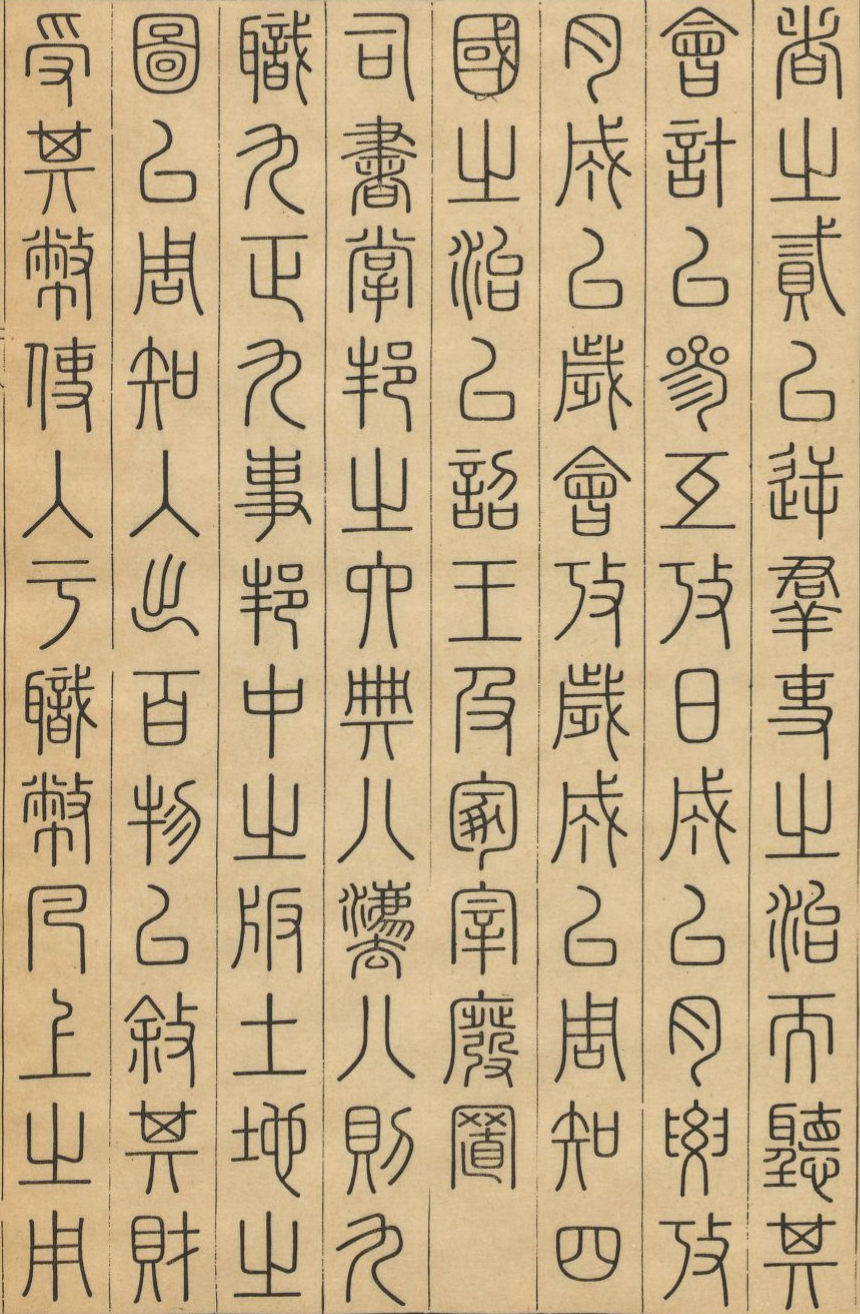 者之貳以逆羣吏之治而聽其
會計以參互攷日成以月要攷
月成以歲會攷歲成以周知四
國之治以詔王及冢宰廢置
司書掌邦之六典八灋八則九
職九正九事邦中之版土地之
圖以周知入出百物以敘其財
受其幣使入于職幣凡上之用